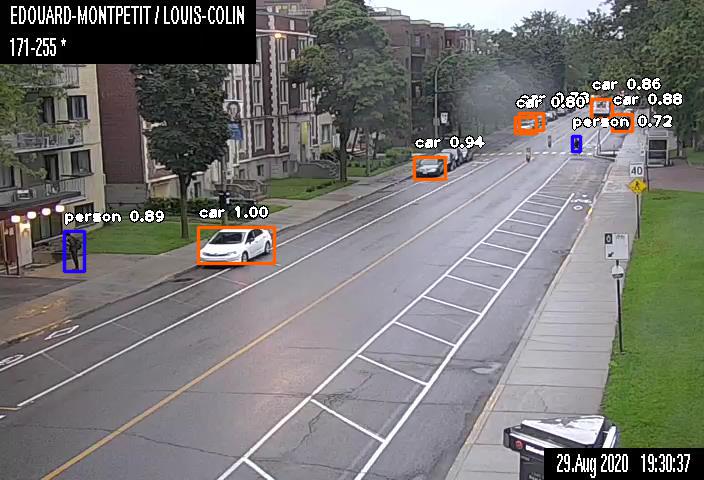 EDOUARD-MONTPETIT / LOUIS-COLIN
171-255 *
car 0.86
car 0.80
car 0.88
person 0.72
car 0.94
40
person 0.89
car 1.00
29.Aug 2020 19:30:37